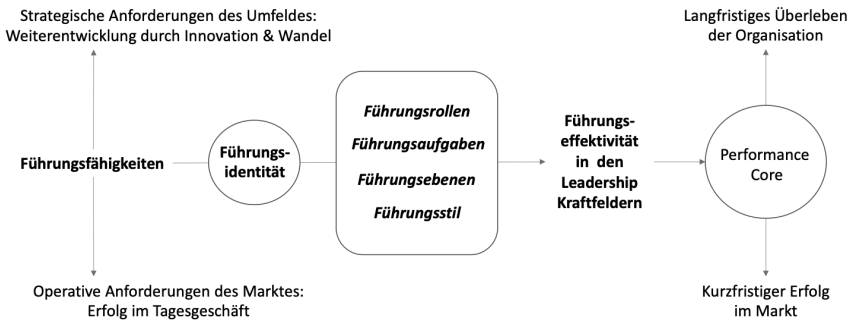 Strategische Anforderungen des Umfeldes:
Weiterentwicklung durch Innovation & Wandel
Führungsfähigkeiten
Operative Anforderungen des Marktes:
Erfolg im Tagesgeschäft
Führungs-
identität
Führungsrollen
Führungsaufgaben
Führungsebenen
Führungsstil
Führungs-
effektivität
in den
Leadership
Kraftfeldern
Langfristiges Überleben
der Organisation
Performance
Core
Kurzfristiger Erfolg
im Markt